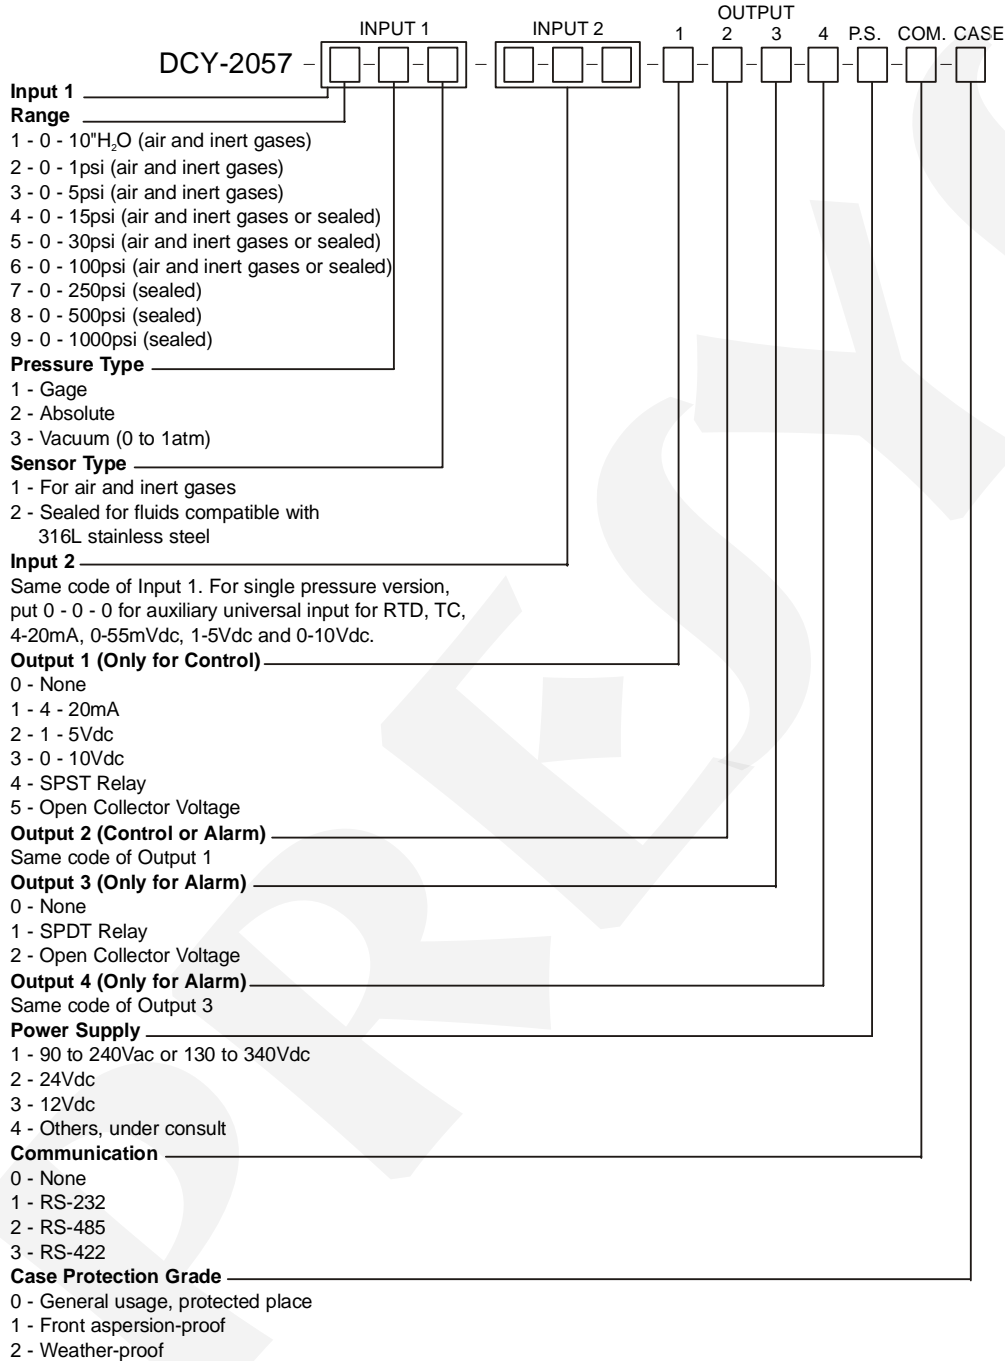 OUTPUT
INPUT 1 INPUT 2 1 2 3 4 P.S. COM. CASE
DCY-2057 - - - - - - - - - - - - -
Input 1
Range
1 - 0 - 10"H₂O (air and inert gases)
2 - 0 - 1psi (air and inert gases)
3 - 0 - 5psi (air and inert gases)
4 - 0 - 15psi (air and inert gases or sealed)
5 - 0 - 30psi (air and inert gases or sealed)
6 - 0 - 100psi (air and inert gases or sealed)
7 - 0 - 250psi (sealed)
8 - 0 - 500psi (sealed)
9 - 0 - 1000psi (sealed)
Pressure Type
1 - Gage
2 - Absolute
3 - Vacuum (0 to 1atm)
Sensor Type
1 - For air and inert gases
2 - Sealed for fluids compatible with
316L stainless steel
Input 2
Same code of Input 1. For single pressure version,
put 0 - 0 - 0 for auxiliary universal input for RTD, TC,
4-20mA, 0-55mVdc, 1-5Vdc and 0-10Vdc.
Output 1 (Only for Control)
0 - None
1 - 4 - 20mA
2 - 1 - 5Vdc
3 - 0 - 10Vdc
4 - SPST Relay
5 - Open Collector Voltage
Output 2 (Control or Alarm)
Same code of Output 1
Output 3 (Only for Alarm)
0 - None
1 - SPDT Relay
2 - Open Collector Voltage
Output 4 (Only for Alarm)
Same code of Output 3
Power Supply
1 - 90 to 240Vac or 130 to 340Vdc
2 - 24Vdc
3 - 12Vdc
4 - Others, under consult
Communication
0 - None
1 - RS-232
2 - RS-485
3 - RS-422
Case Protection Grade
0 - General usage, protected place
1 - Front aspersion-proof
2 - Weather-proof
PRESYS